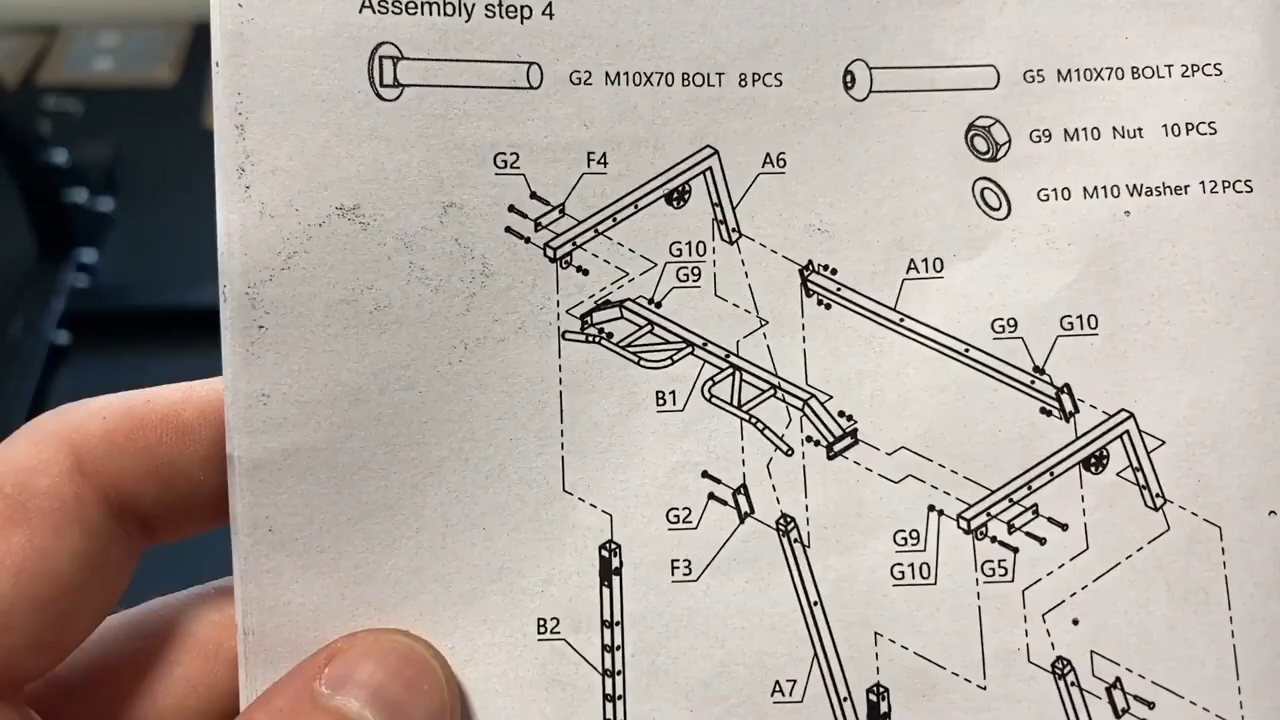 Assembly step 4
G2 M10X70 BOLT 8PCS
G5 M10X70 BOLT 2PCS
G9 M10 Nut 10PCS
G10 M10 Washer 12PCS
G2
F4
A6
G10
G9
A10
G9
G10
B1
G2
F3
G9
G10
G5
B2
A7